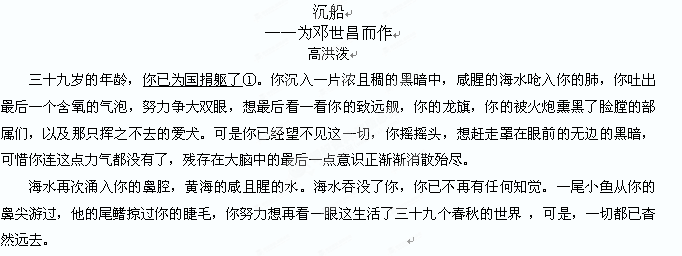 沉船
——为邓世昌而作
高洪泼
三十九岁的年龄，你已为国捐躯了①。你沉入一片浓且稠的黑暗中，咸腥的海水呛入你的肺，你吐出
最后一个含氧的气泡，努力争大双眼，想最后看一看你的致远舰，你的龙旗，你的被火炮熏黑了脸膛的部
属们，以及那只挥之不去的爱犬。可是你已经望不见这一切，你摇摇头，想赶走罩在眼前的无边的黑暗，
可惜你连这点力气都没有了，残存在大脑中的最后一点意识正渐渐消散殆尽。
海水再次涌入你的鼻腔，黄海的咸且腥的水。海水吞没了你，你已不再有任何知觉。一尾小鱼从你的
鼻尖游过，他的尾鳍掠过你的睫毛，你努力想再看一眼这生活了三十九个春秋的世界 ，可是，一切都已杳
然远去。